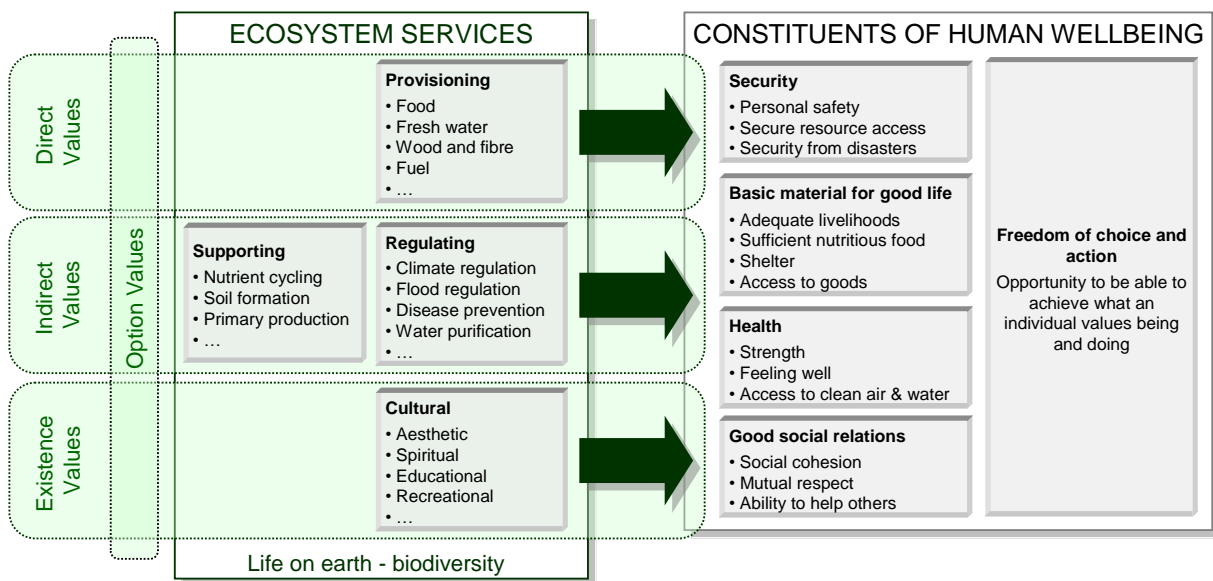 ECOSYSTEM SERVICES
CONSTITUENTS OF HUMAN WELLBEING
Direct
Values
Indirect
Values
Existence
Values
Option Values
Provisioning
• Food
• Fresh water
• Wood and fibre
• Fuel
• …
Supporting
• Nutrient cycling
• Soil formation
• Primary production
• …
Regulating
• Climate regulation
• Flood regulation
• Disease prevention
• Water purification
• …
Cultural
• Aesthetic
• Spiritual
• Educational
• Recreational
• …
Life on earth - biodiversity
Security
• Personal safety
• Secure resource access
• Security from disasters
Basic material for good life
• Adequate livelihoods
• Sufficient nutritious food
• Shelter
• Access to goods
Health
• Strength
• Feeling well
• Access to clean air & water
Good social relations
• Social cohesion
• Mutual respect
• Ability to help others
Freedom of choice and
action
Opportunity to be able to
achieve what an
individual values being
and doing